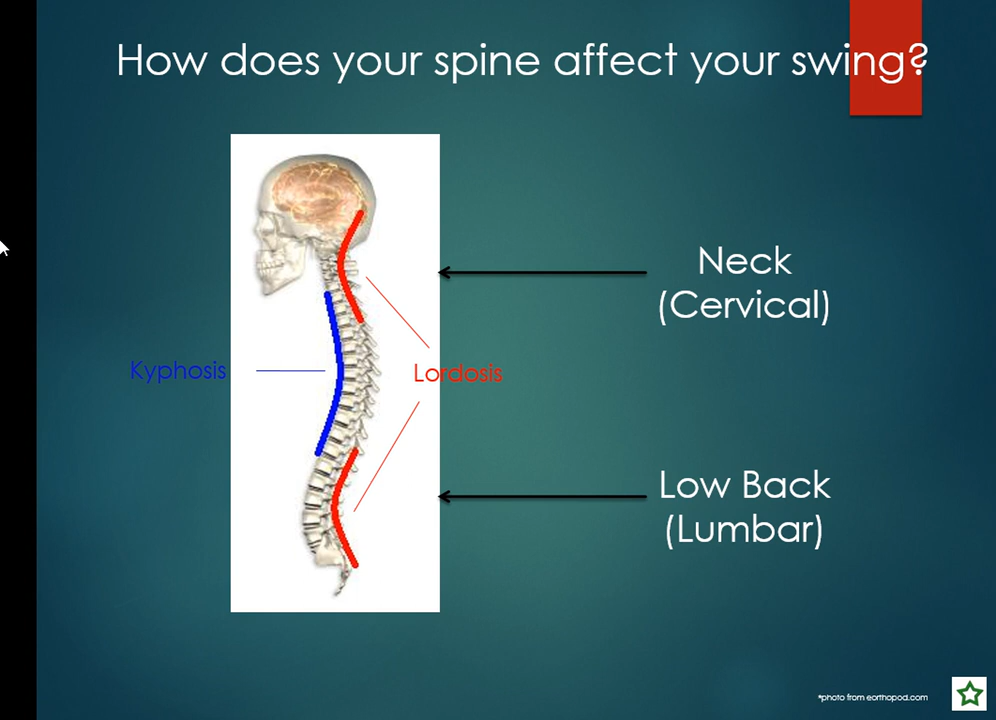 How does your spine affect your swing?
Neck
(Cervical)
Kyphosis
Lordosis
Low Back
(Lumbar)
*photo from eorthopod.com